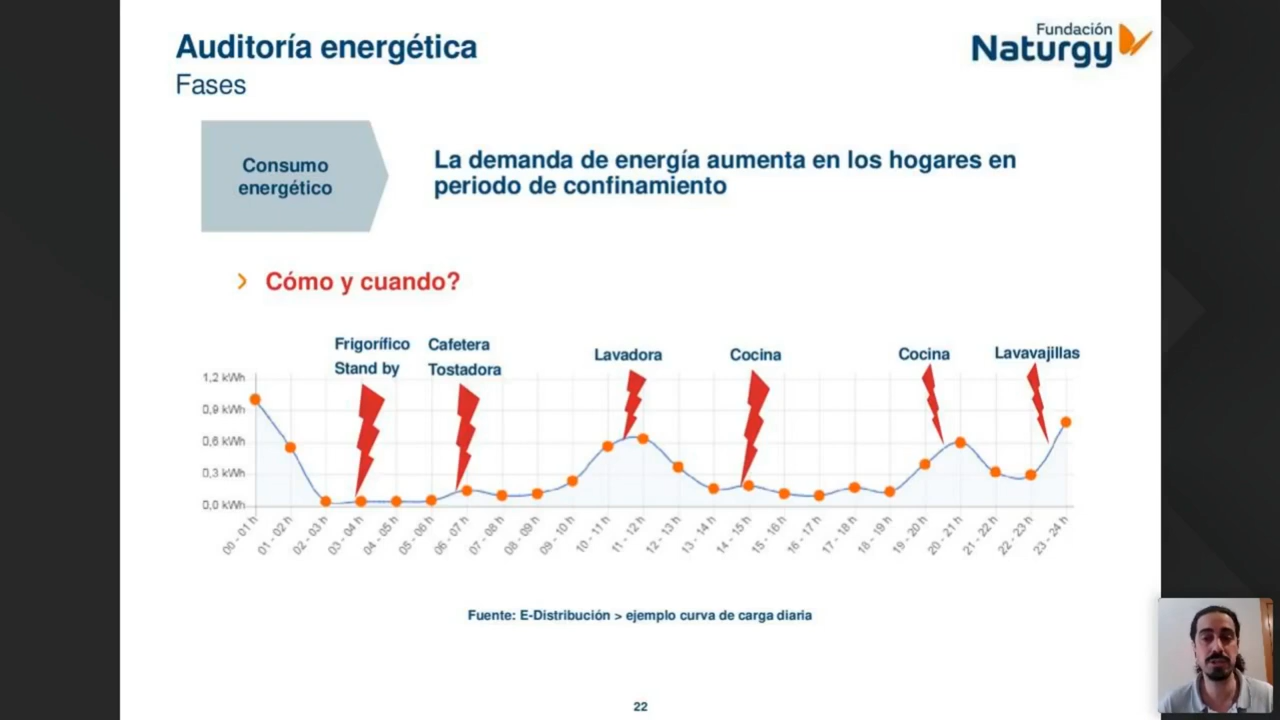 Auditoría energética
Fases
Fundación
Naturgy
Consumo
energético
La demanda de energía aumenta en los hogares en
periodo de confinamiento
Cómo y cuando?
Frigorífico
Stand by
Cafetera
Tostadora
Lavadora
Cocina
Cocina
Lavavajillas
1,2 kWh
0,9 kWh
0,6 kWh
0,3 kWh
0,0 kWh
00 - 01 h
01 - 02 h
02 - 03 h
03 - 04 h
04 - 05 h
05 - 06 h
06 - 07 h
07 - 08 h
08 - 09 h
09 - 10 h
10 - 11 h
11 - 12 h
12 - 13 h
13 - 14 h
14 - 15 h
15 - 16 h
16 - 17 h
17 - 18 h
18 - 19 h
19 - 20 h
20 - 21 h
21 - 22 h
22 - 23 h
23 - 24 h
Fuente: E-Distribución > ejemplo curva de carga diaria
22